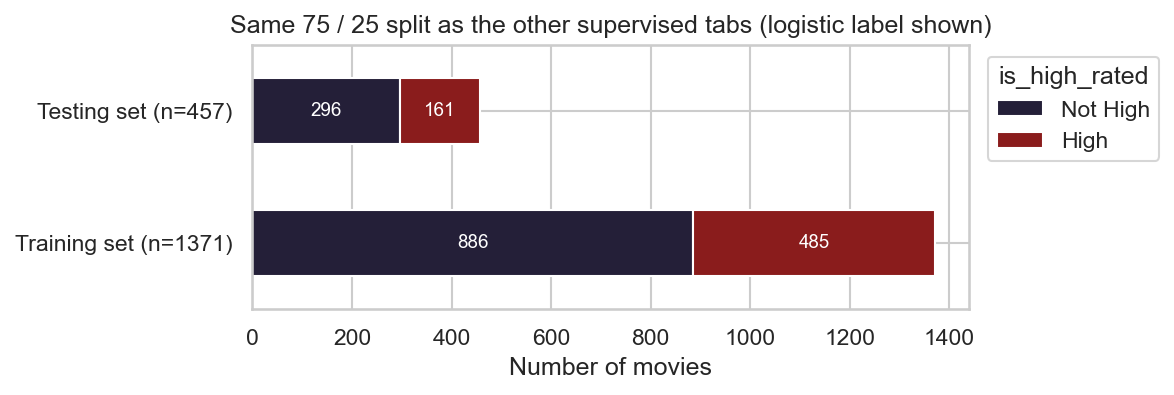 Same 75 / 25 split as the other supervised tabs (logistic label shown)
is_high_rated
Not High
High
Testing set (n=457)
296
161
Training set (n=1371)
886
485
0 200 400 600 800 1000 1200 1400
Number of movies